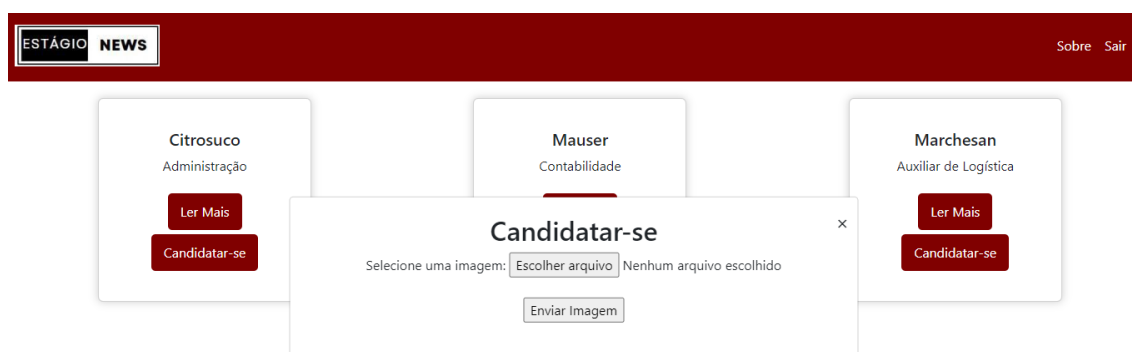 ESTÁGIO NEWS
Sobre Sair
Citrosuco
Administração
Ler Mais
Candidatar-se
Mauser
Contabilidade
Marchesan
Auxiliar de Logística
Ler Mais
Candidatar-se
Candidatar-se
×
Selecione uma imagem: Escolher arquivo Nenhum arquivo escolhido
Enviar Imagem